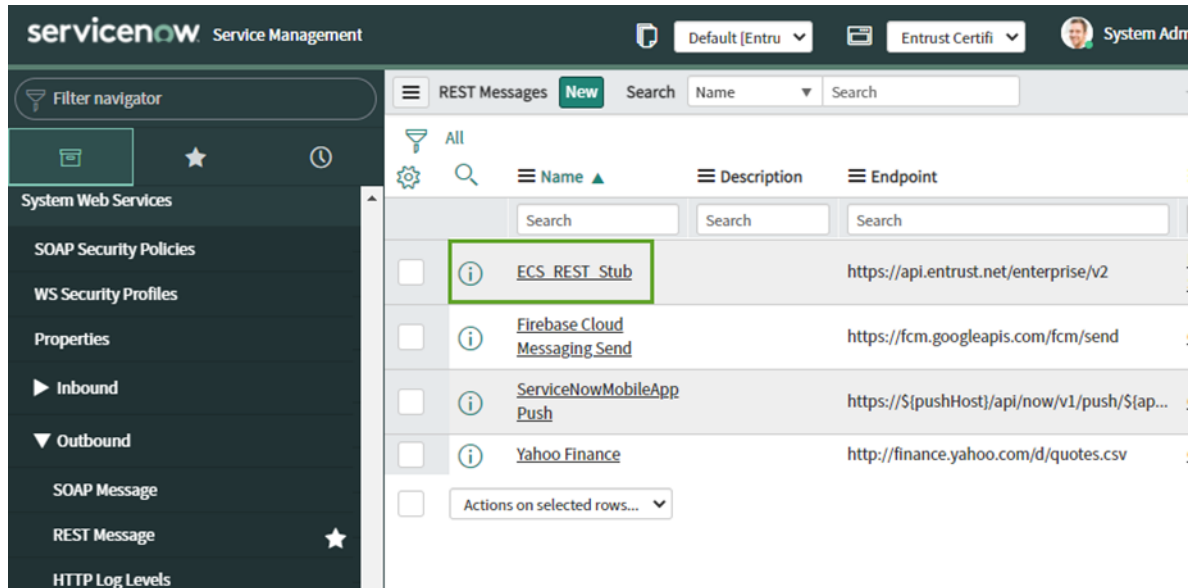 servicenow Service Management
Default [Entru
Entrust Certifi
System Adm
Filter navigator
System Web Services
SOAP Security Policies
WS Security Profiles
Properties
Inbound
Outbound
SOAP Message
REST Message
HTTP Log Levels
REST Messages New Search Name Search
All
Name Description Endpoint
Search Search Search
ECS_REST_Stub https://api.entrust.net/enterprise/v2
Firebase Cloud
Messaging Send https://fcm.googleapis.com/fcm/send
ServiceNowMobileApp
Push https://${pushHost}/api/now/v1/push/${ap...
Yahoo Finance http://finance.yahoo.com/d/quotes.csv
Actions on selected rows...